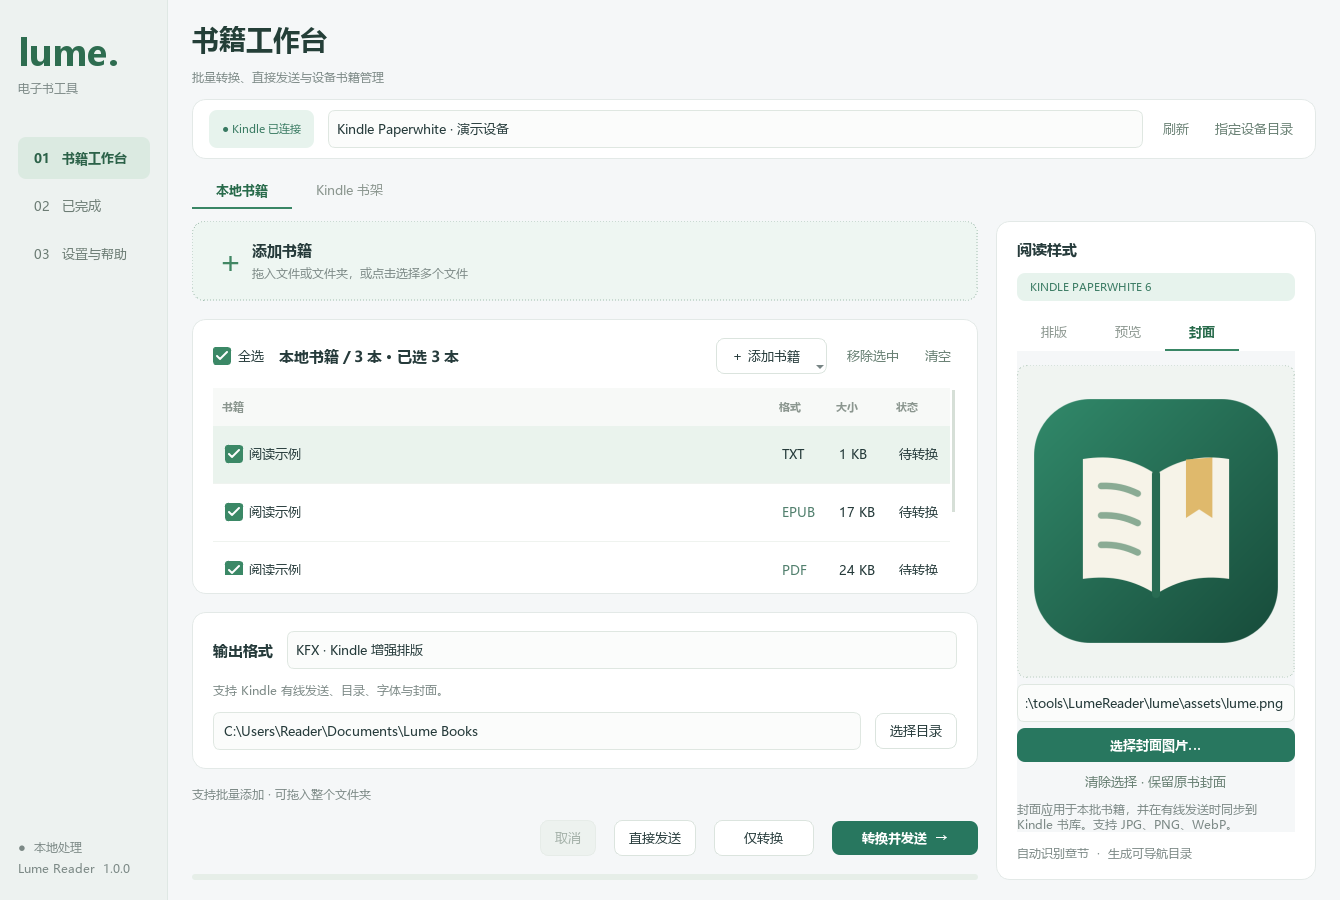 lume.
电子书工具
01 书籍工作台
02 已完成
03 设置与帮助
● 本地处理
Lume Reader 1.0.0
书籍工作台
批量转换、直接发送与设备书籍管理
● Kindle 已连接
Kindle Paperwhite · 演示设备
刷新
指定设备目录
本地书籍
Kindle 书架
+
添加书籍
拖入文件或文件夹，或点击选择多个文件
全选
本地书籍 / 3 本 · 已选 3 本
+ 添加书籍
移除选中
清空
书籍 格式 大小 状态
阅读示例 TXT 1 KB 待转换
阅读示例 EPUB 17 KB 待转换
阅读示例 PDF 24 KB 待转换
输出格式
KFX · Kindle 增强排版
支持 Kindle 有线发送、目录、字体与封面。
C:\Users\Reader\Documents\Lume Books
选择目录
支持批量添加 · 可拖入整个文件夹
取消
直接发送
仅转换
转换并发送 →
阅读样式
KINDLE PAPERWHITE 6
排版
预览
封面
:\tools\LumeReader\lume\assets\lume.png
选择封面图片...
清除选择 · 保留原书封面
封面应用于本批书籍，并在有线发送时同步到
Kindle 书库。支持 JPG、PNG、WebP。
自动识别章节 · 生成可导航目录